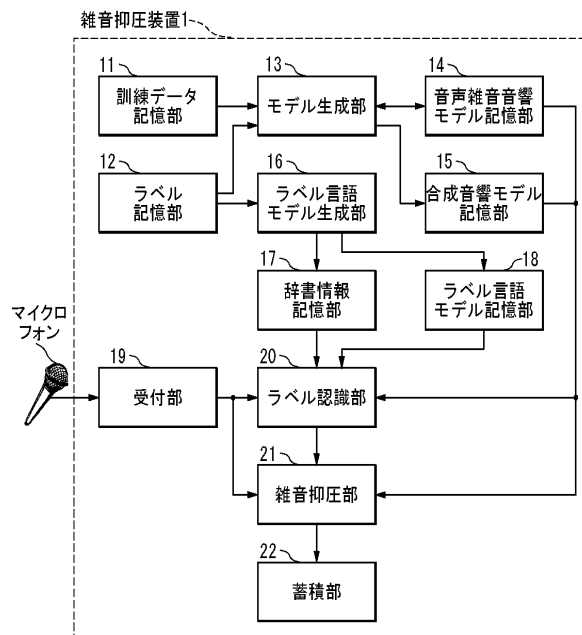 雑音抑圧装置1
11
訓練データ
記憶部
13
モデル生成部
14
音声雑音音響
モデル記憶部
12
ラベル
記憶部
16
ラベル言語
モデル生成部
15
合成音響モデル
記憶部
17
辞書情報
記憶部
18
ラベル言語
モデル記憶部
マイクロ
フォン
19
受付部
20
ラベル認識部
21
雑音抑圧部
22
蓄積部